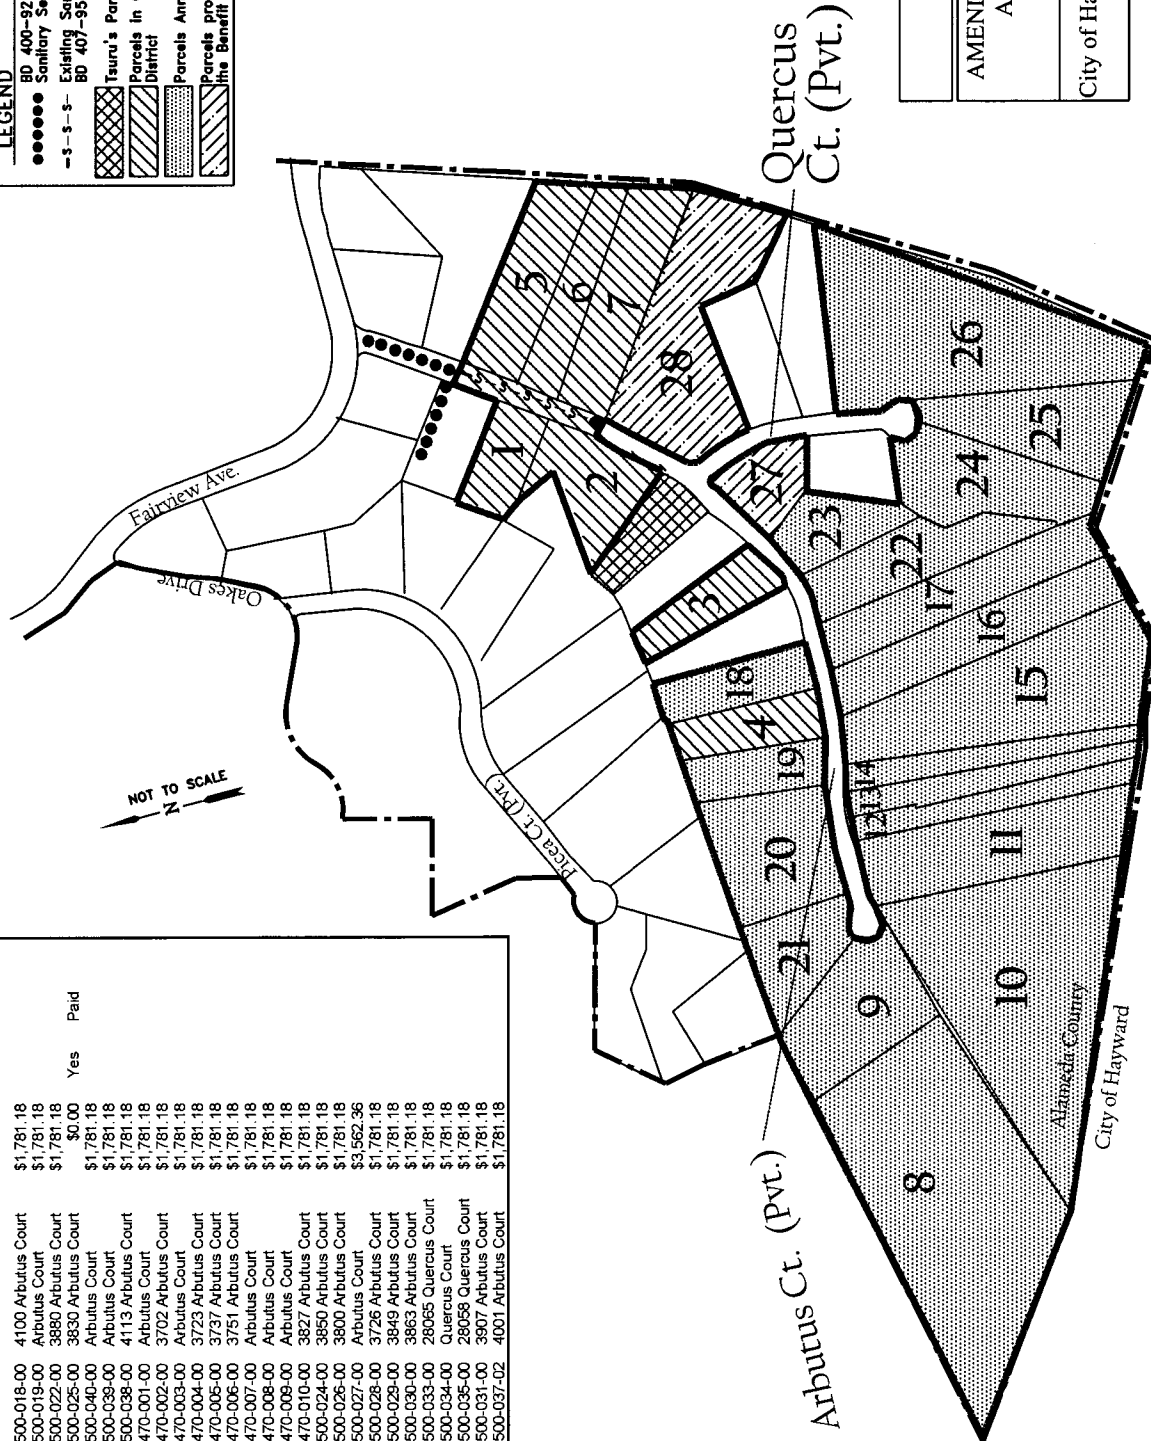 500-018-00 4100 Arbutus Court $1,781.18
500-019-00 Arbutus Court $1,781.18
500-022-00 3880 Arbutus Court $1,781.18
500-025-00 3830 Arbutus Court $0.00 Yes Paid
500-040-00 Arbutus Court $1,781.18
500-039-00 Arbutus Court $1,781.18
500-038-00 4113 Arbutus Court $1,781.18
470-001-00 Arbutus Court $1,781.18
470-002-00 3702 Arbutus Court $1,781.18
470-003-00 Arbutus Court $1,781.18
470-004-00 3723 Arbutus Court $1,781.18
470-005-00 3737 Arbutus Court $1,781.18
470-006-00 3751 Arbutus Court $1,781.18
470-007-00 Arbutus Court $1,781.18
470-008-00 Arbutus Court $1,781.18
470-009-00 Arbutus Court $1,781.18
470-010-00 3827 Arbutus Court $1,781.18
500-024-00 3850 Arbutus Court $1,781.18
500-026-00 3800 Arbutus Court $1,781.18
500-027-00 Arbutus Court $3,562.36
500-028-00 3726 Arbutus Court $1,781.18
500-029-00 3849 Arbutus Court $1,781.18
500-030-00 3863 Arbutus Court $1,781.18
500-033-00 28065 Quercus Court $1,781.18
500-034-00 Quercus Court $1,781.18
500-035-00 28058 Quercus Court $1,781.18
500-031-00 3907 Arbutus Court $1,781.18
500-037-02 4001 Arbutus Court $1,781.18
LEGEND
BD 400-92
Sanitary Se
-s-s-s- Existing Sa
BD 407-95
Tsuru's Par
Parcels in
District
Parcels Ann
Parcels pro
the Benefit
NOT TO SCALE
N
Fairview Ave.
Oakes Drive
Picea Ct. (Pvt.)
Quercus
Ct. (Pvt.)
Arbutus Ct. (Pvt.)
Alameda County
City of Hayward
s s s s s
1
2
3
4
5
6
7
8
9
10
11
12
13
14
15
16
17
18
19
20
21
22
23
24
25
26
27
28
AMEND
A
City of Ha